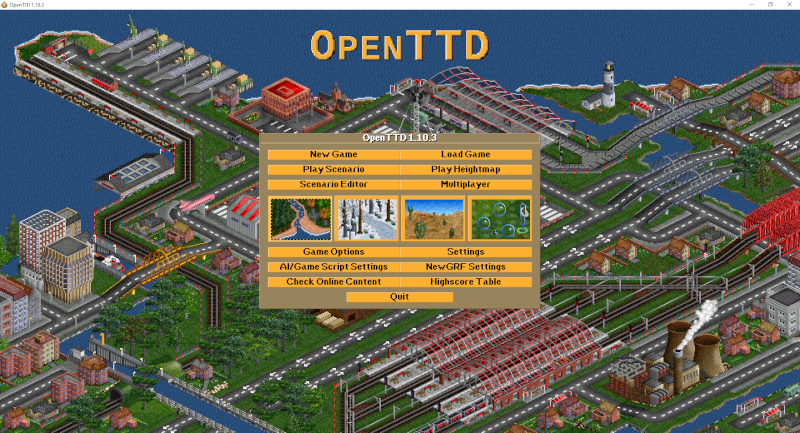 OpenTTD 1.10.3
OPENTTD
OpenTTD 1.10.3
New Game
Load Game
Play Scenario
Play Heightmap
Scenario Editor
Multiplayer
Game Options
Settings
AI/Game Script Settings
NewGRF Settings
Check Online Content
Highscore Table
Quit